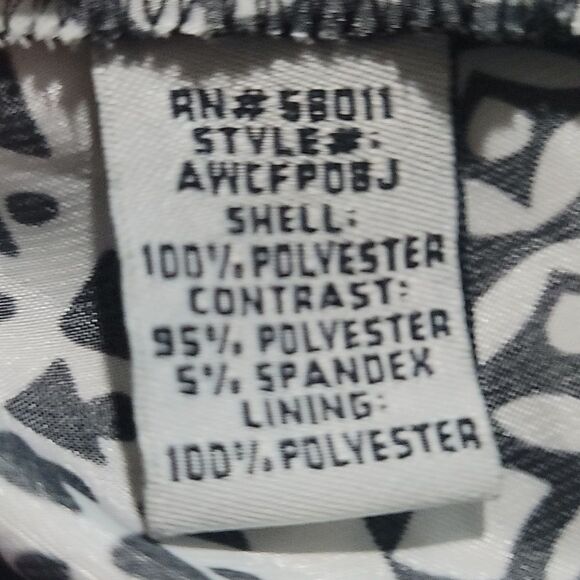 RN# 58011
STYLE#:
AWCFP08J
SHELL:
100% POLYESTER
CONTRAST:
95% POLYESTER
5% SPANDEX
LINING:
100% POLYESTER